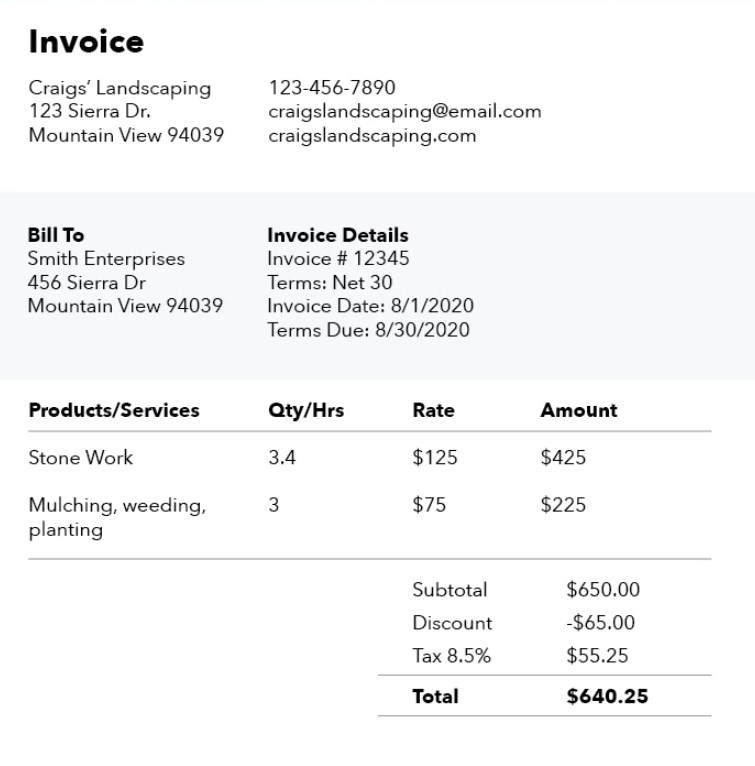 Invoice
Craigs’ Landscaping
123 Sierra Dr.
Mountain View 94039
123-456-7890
craigslandscaping@email.com
craigslandscaping.com
Bill To
Smith Enterprises
456 Sierra Dr
Mountain View 94039
Invoice Details
Invoice # 12345
Terms: Net 30
Invoice Date: 8/1/2020
Terms Due: 8/30/2020
Products/Services Qty/Hrs Rate Amount
Stone Work 3.4 $125 $425
Mulching, weeding, 3 $75 $225
planting
Subtotal $650.00
Discount -$65.00
Tax 8.5% $55.25
Total $640.25